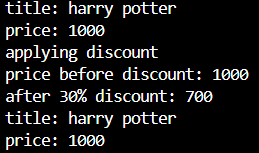 title: harry potter
price: 1000
applying discount
price before discount: 1000
after 30% discount: 700
title: harry potter
price: 1000